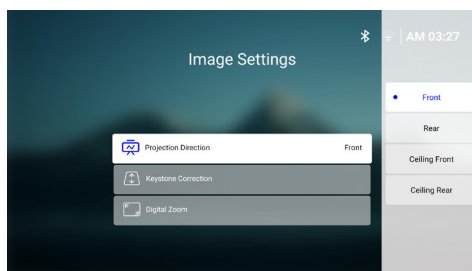 AM 03:27
Image Settings
Front
Rear
Projection Direction Front
Ceiling Front
Keystone Correction
Ceiling Rear
Digital Zoom